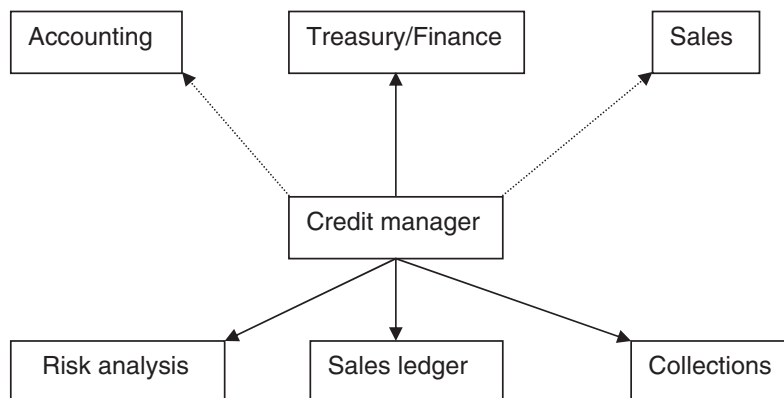 Accounting
Treasury/Finance
Sales
Credit manager
Risk analysis
Sales ledger
Collections